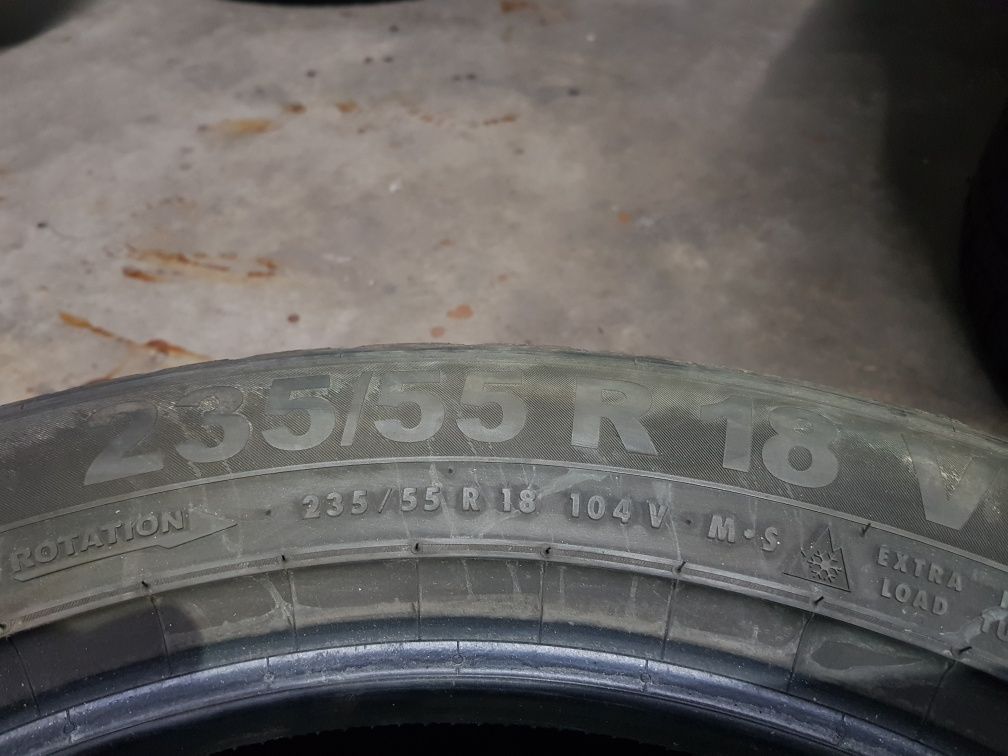 235/55 R 18 V
ROTATION
235/55 R 18 104 V M•S
EXTRA
LOAD